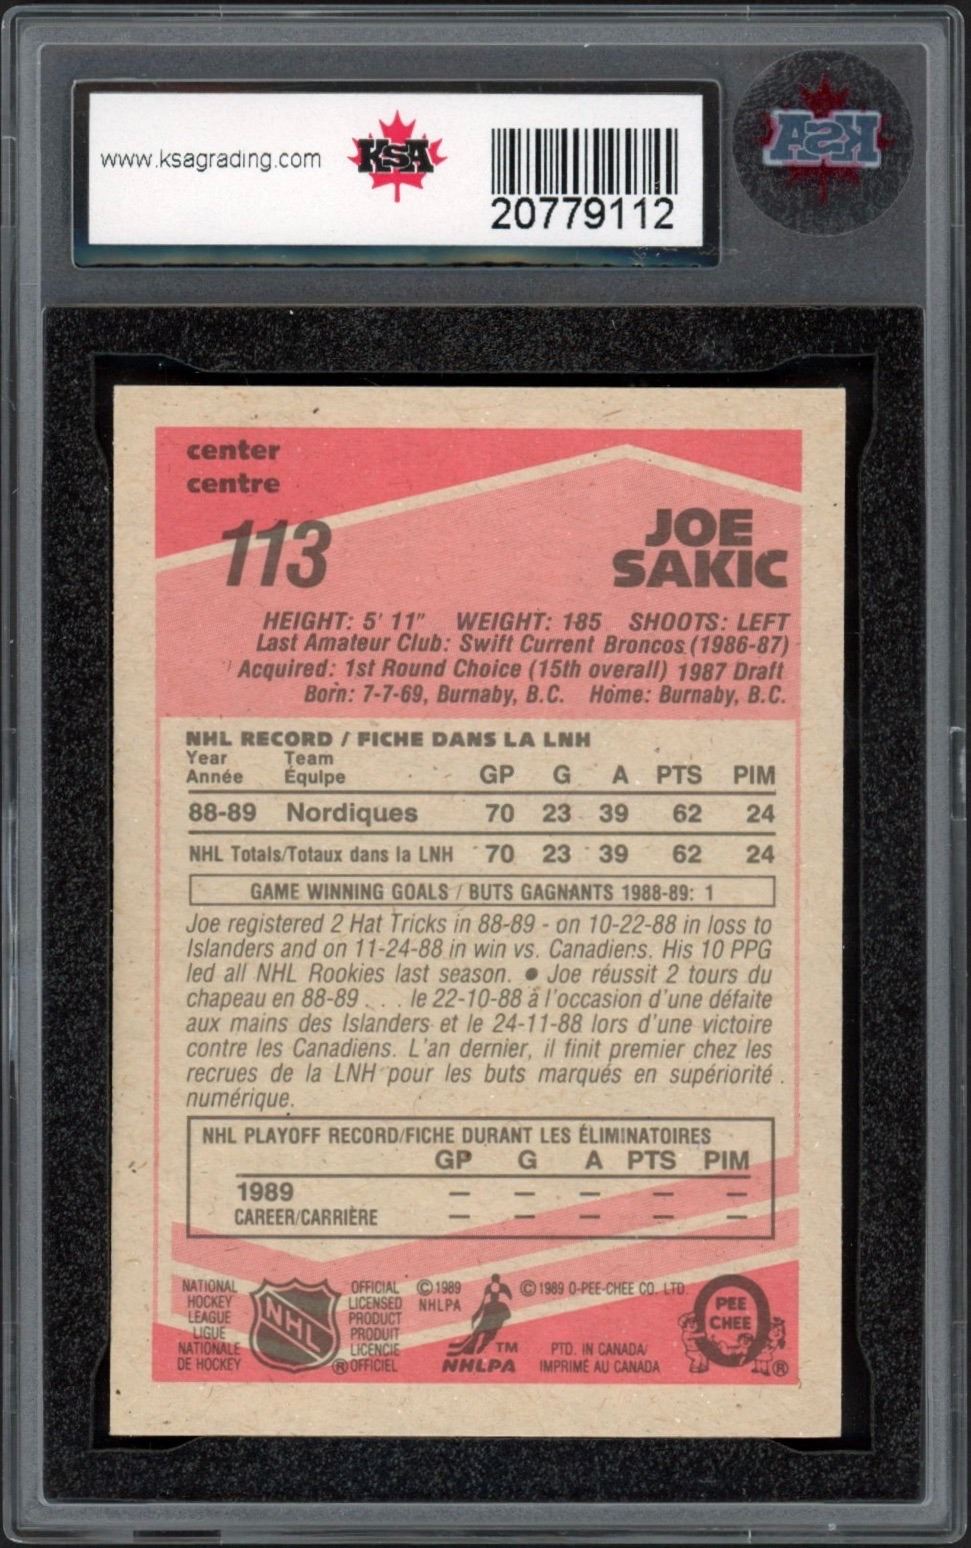 www.ksagrading.com
KSA
20779112
KSA
center
centre
113
JOE
SAKIC
HEIGHT: 5' 11" WEIGHT: 185 SHOOTS: LEFT
Last Amateur Club: Swift Current Broncos (1986-87)
Acquired: 1st Round Choice (15th overall) 1987 Draft
Born: 7-7-69, Burnaby, B.C. Home: Burnaby, B.C.
NHL RECORD / FICHE DANS LA LNH
Year Team
Année Équipe GP G A PTS PIM
88-89 Nordiques 70 23 39 62 24
NHL Totals/Totaux dans la LNH 70 23 39 62 24
GAME WINNING GOALS / BUTS GAGNANTS 1988-89: 1
Joe registered 2 Hat Tricks in 88-89 - on 10-22-88 in loss to
Islanders and on 11-24-88 in win vs. Canadiens. His 10 PPG
led all NHL Rookies last season. ● Joe réussit 2 tours du
chapeau en 88-89 . . . le 22-10-88 à l'occasion d'une défaite
aux mains des Islanders et le 24-11-88 lors d'une victoire
contre les Canadiens. L'an dernier, il finit premier chez les
recrues de la LNH pour les buts marqués en supériorité
numérique.
NHL PLAYOFF RECORD/FICHE DURANT LES ÉLIMINATOIRES
GP G A PTS PIM
1989 – – – – –
CAREER/CARRIÈRE – – – – –
NATIONAL
HOCKEY
LEAGUE
LIGUE
NATIONALE
DE HOCKEY
NHL
®
OFFICIAL
LICENSED
PRODUCT
PRODUIT
LICENCIE
OFFICIEL
© 1989
NHLPA
TM
NHLPA
© 1989 O-PEE-CHEE CO. LTD.
PTD. IN CANADA/
IMPRIMÉ AU CANADA
O
PEE
CHEE
®